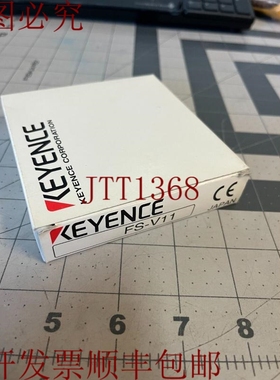 图必究
KEYENCE
KEYENCE CORPORATION
JTT1368
KEYENCE
FS-V11
CE
JAPAN
5 6 7 8
开发票顺丰包邮